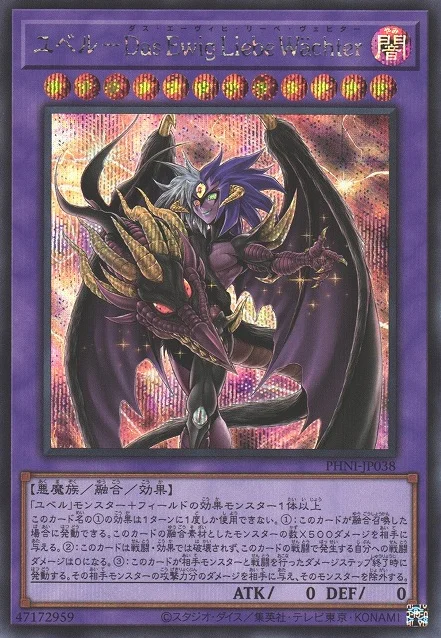 ダス・エーヴィヒ・リーベ・ヴェヒター
ユベル－Das Ewig Liebe Wächter
闇
PHNI-JP038
【悪魔族／融合／効果】
「ユベル」モンスター＋フィールドの効果モンスター1体以上
このカード名の①の効果は1ターンに1度しか使用できない。①：このカードが融合召喚した
場合に発動できる。このカードの融合素材としたモンスターの数×500ダメージを相手に
与える。②：このカードは戦闘・効果では破壊されず、このカードの戦闘で発生する自分への戦闘
ダメージは0になる。③：このカードが相手モンスターと戦闘を行ったダメージステップ終了時に
発動する。その相手モンスターの攻撃力分のダメージを相手に与え、そのモンスターを除外する。
ATK/ 0 DEF/ 0
47172959
©スタジオ・ダイス／集英社・テレビ東京・KONAMI